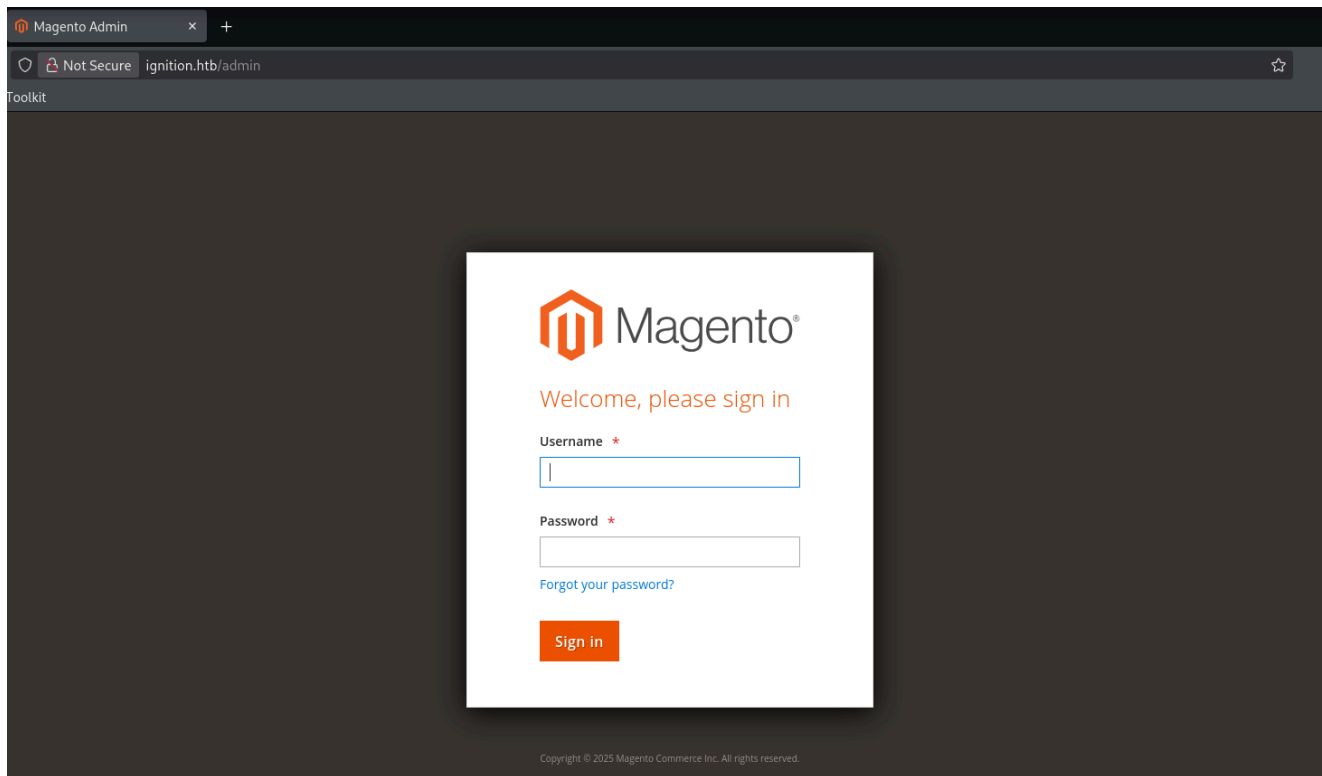 Magento Admin
Not Secure ignition.htb/admin
Toolkit
Magento®
Welcome, please sign in
Username *
Password *
Forgot your password?
Sign in
Copyright © 2025 Magento Commerce Inc. All rights reserved.